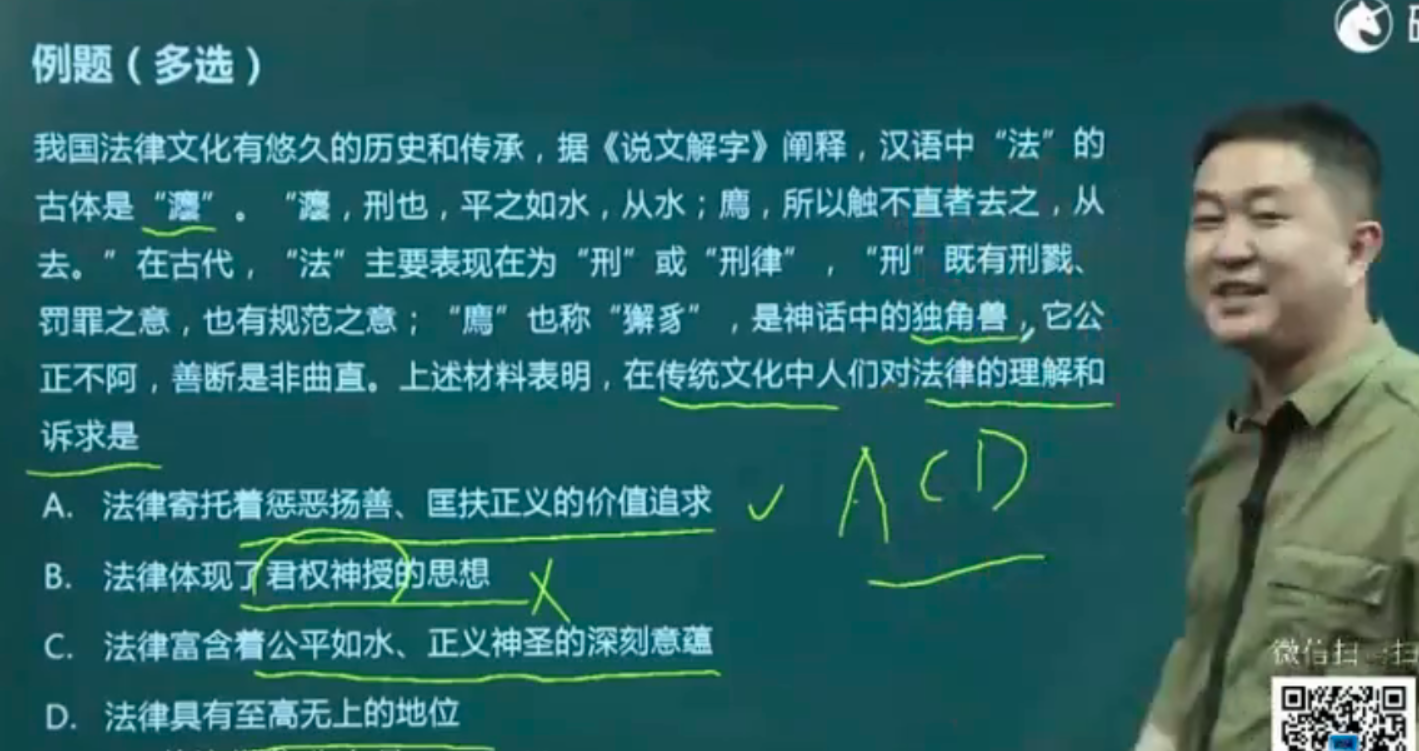 例题（多选）
我国法律文化有悠久的历史和传承，据《说文解字》阐释，汉语中“法”的
古体是“灋”。“灋，刑也，平之如水，从水；廌，所以触不直者去之，从
去。”在古代，“法”主要表现在为“刑”或“刑律”，“刑”既有刑戮、
罚罪之意，也有规范之意；“廌”也称“獬豸”，是神话中的独角兽，它公
正不阿，善断是非曲直。上述材料表明，在传统文化中人们对法律的理解和
诉求是
A. 法律寄托着惩恶扬善、匡扶正义的价值追求
ACD
B. 法律体现了君权神授的思想
C. 法律富含着公平如水、正义神圣的深刻意蕴
D. 法律具有至高无上的地位
微信扫一扫